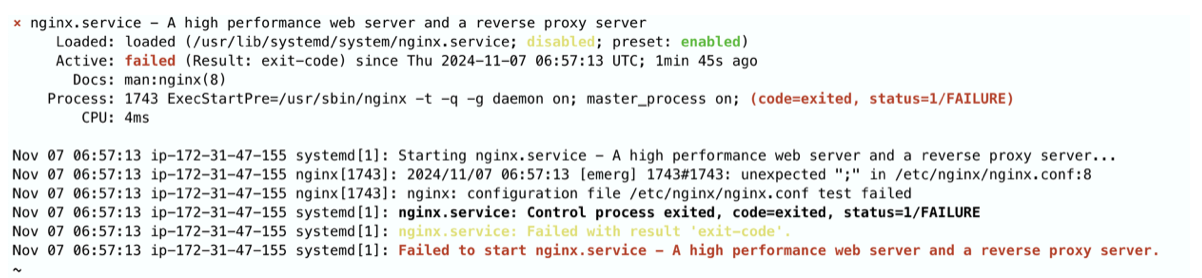 × nginx.service – A high performance web server and a reverse proxy server
Loaded: loaded (/usr/lib/systemd/system/nginx.service; disabled; preset: enabled)
Active: failed (Result: exit-code) since Thu 2024-11-07 06:57:13 UTC; 1min 45s ago
Docs: man:nginx(8)
Process: 1743 ExecStartPre=/usr/sbin/nginx -t -q -g daemon on; master_process on; (code=exited, status=1/FAILURE)
CPU: 4ms
Nov 07 06:57:13 ip-172-31-47-155 systemd[1]: Starting nginx.service – A high performance web server and a reverse proxy server...
Nov 07 06:57:13 ip-172-31-47-155 nginx[1743]: 2024/11/07 06:57:13 [emerg] 1743#1743: unexpected ";" in /etc/nginx/nginx.conf:8
Nov 07 06:57:13 ip-172-31-47-155 nginx[1743]: nginx: configuration file /etc/nginx/nginx.conf test failed
Nov 07 06:57:13 ip-172-31-47-155 systemd[1]: nginx.service: Control process exited, code=exited, status=1/FAILURE
Nov 07 06:57:13 ip-172-31-47-155 systemd[1]: nginx.service: Failed with result 'exit-code'.
Nov 07 06:57:13 ip-172-31-47-155 systemd[1]: Failed to start nginx.service – A high performance web server and a reverse proxy server.
~